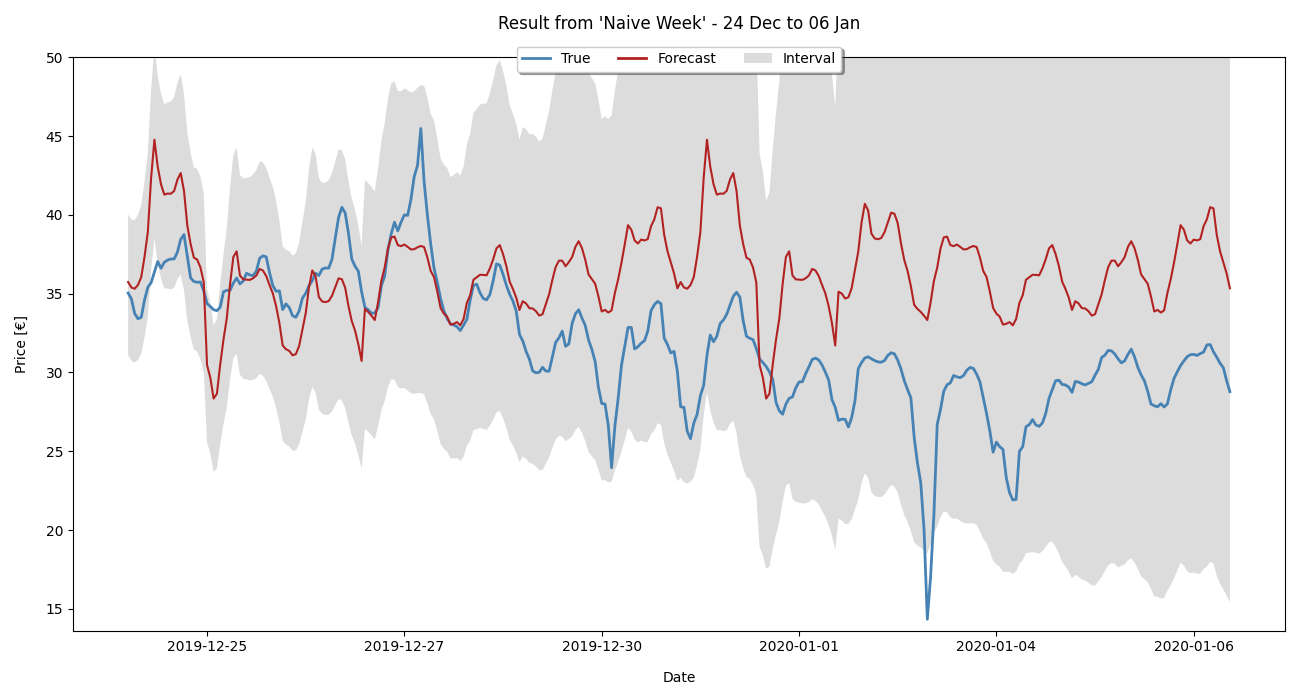 Result from 'Naive Week' - 24 Dec to 06 Jan
True Forecast Interval
50
45
40
35
30
25
20
15
Price [€]
2019-12-25 2019-12-27 2019-12-30 2020-01-01 2020-01-04 2020-01-06
Date